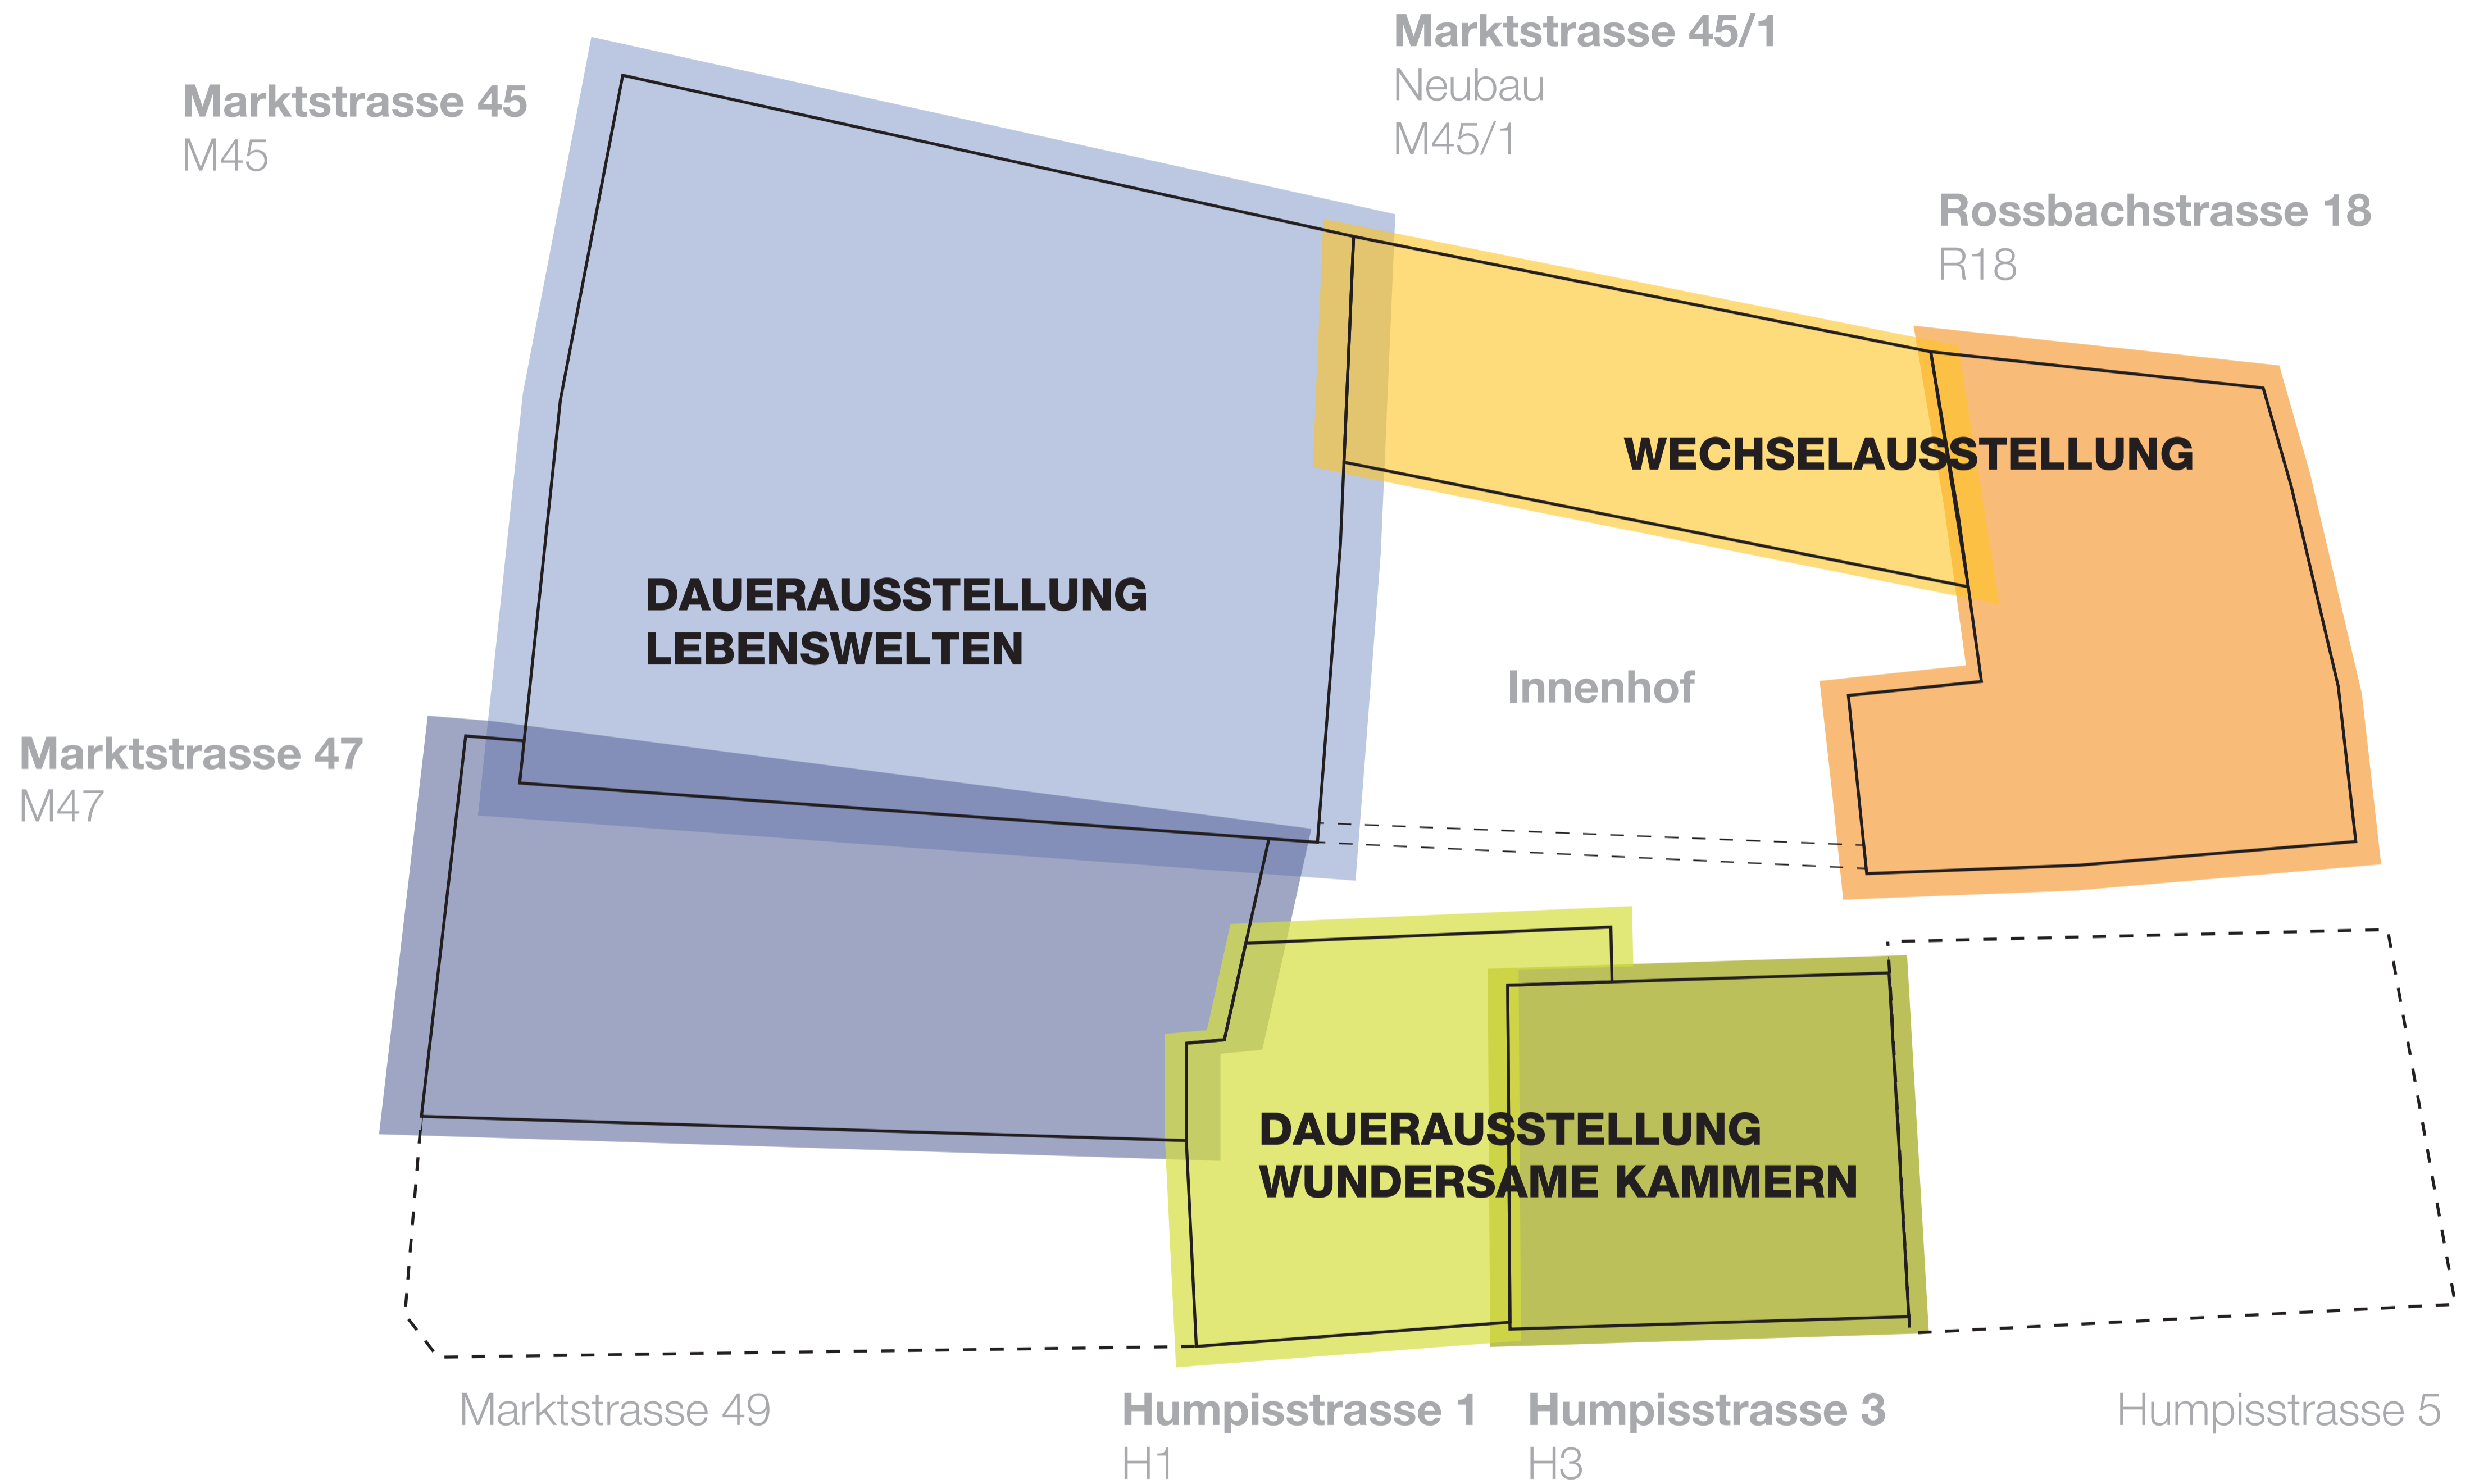 Marktstrasse 45/1
Neubau
M45/1
Marktstrasse 45
M45
Rossbachstrasse 18
R18
WECHSELAUSSTELLUNG
DAUERAUSSTELLUNG
LEBENSWELTEN
Innenhof
Marktstrasse 47
M47
DAUERAUSSTELLUNG
WUNDERSAME KAMMERN
Marktstrasse 49
Humpisstrasse 1
H1
Humpisstrasse 3
H3
Humpisstrasse 5